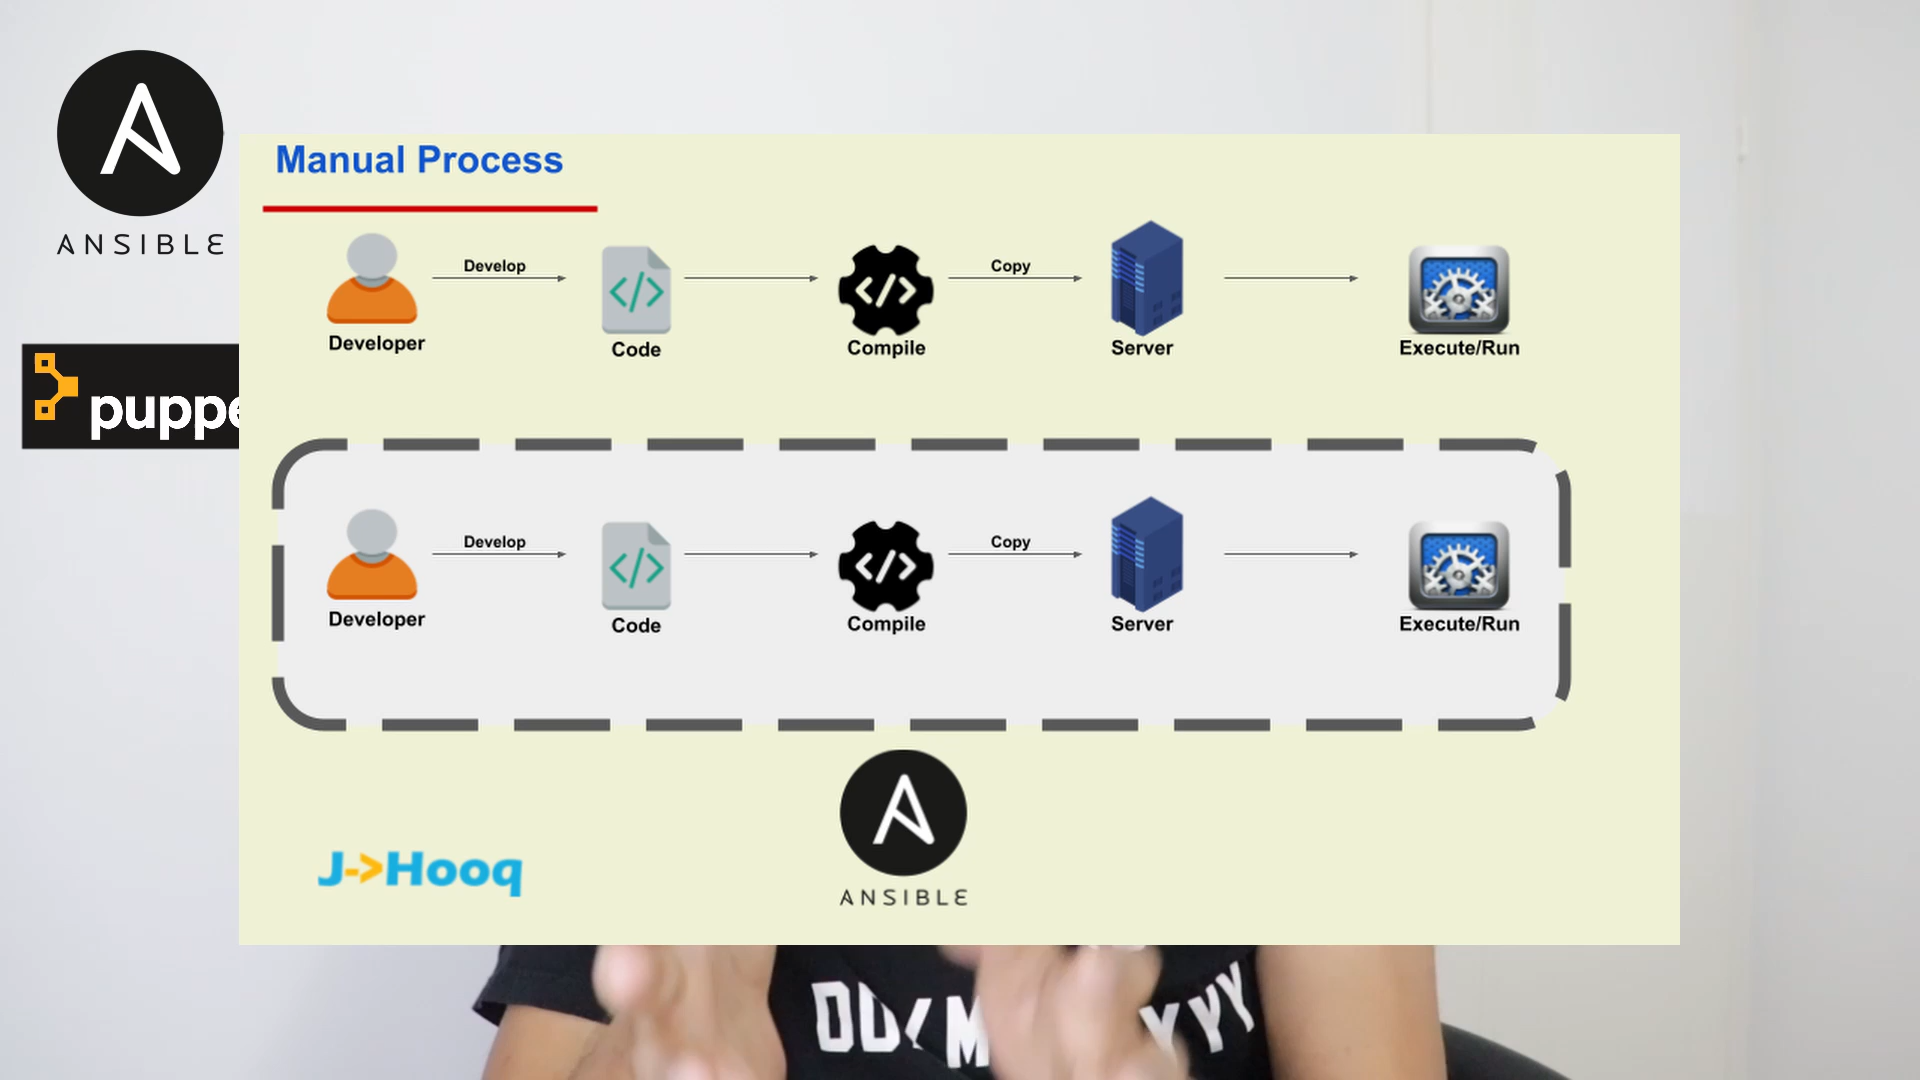 ANSIBLE
Manual Process
Develop
Copy
Developer
Code
Compile
Server
Execute/Run
puppe
Develop
Copy
Developer
Code
Compile
Server
Execute/Run
J->Hooq
ANSIBLE